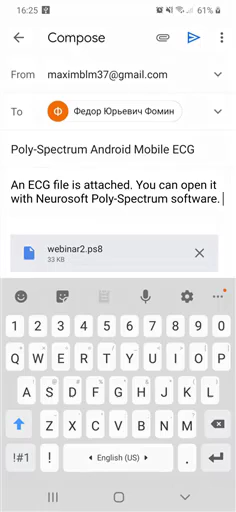 16:25 61%
Compose
From maximblm37@gmail.com
To Ф Федор Юрьевич Фомин
Poly-Spectrum Android Mobile ECG
An ECG file is attached. You can open it
with Neurosoft Poly-Spectrum software.
webinar2.ps8
33 KB
1 2 3 4 5 6 7 8 9 0
Q W E R T Y U I O P
A S D F G H J K L
Z X C V B N M
!#1 ! English (US) .